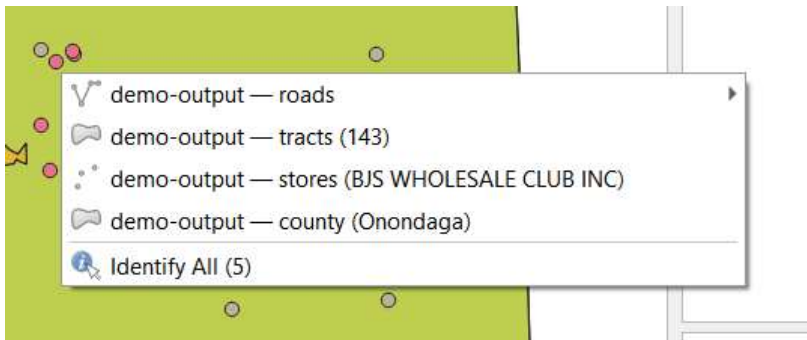 demo-output — roads
demo-output — tracts (143)
demo-output — stores (BJS WHOLESALE CLUB INC)
demo-output — county (Onondaga)
Identify All (5)